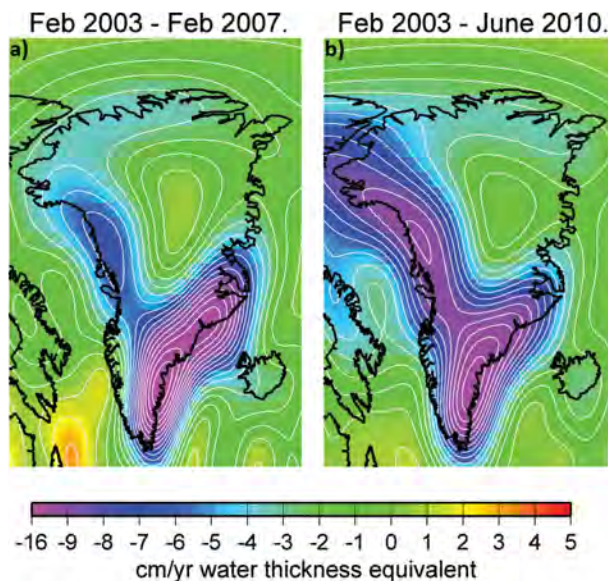 Feb 2003 - Feb 2007. Feb 2003 - June 2010.
a) b)
-16 -9 -8 -7 -6 -5 -4 -3 -2 -1 0 1 2 3 4 5
cm/yr water thickness equivalent